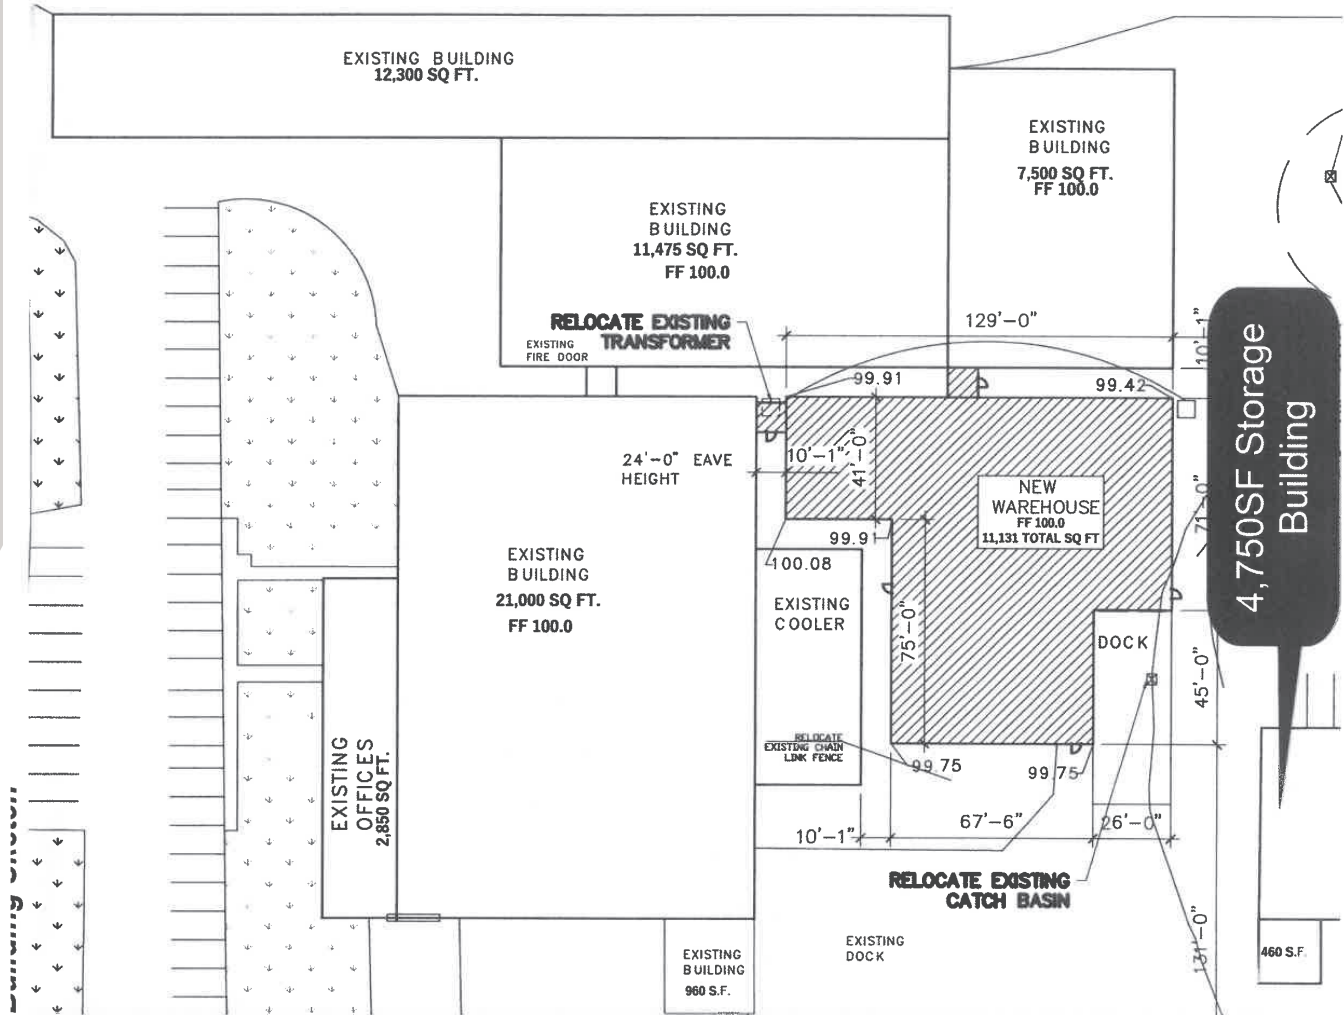 EXISTING BUILDING
12,300 SQ FT.
EXISTING
BUILDING
7,500 SQ FT.
FF 100.0
EXISTING
BUILDING
11,475 SQ FT.
FF 100.0
RELOCATE EXISTING
TRANSFORMER
EXISTING
FIRE DOOR
129'-0"
10'-1"
99.91
99.42
24'-0" EAVE
HEIGHT
10'-1"
41'-0"
NEW
WAREHOUSE
FF 100.0
11,131 TOTAL SQ FT
71'-0"
4,750SF Storage
Building
99.91
100.08
EXISTING
BUILDING
21,000 SQ FT.
FF 100.0
EXISTING
COOLER
75'-0"
DOCK
45'-0"
EXISTING
OFFICES
2,850 SQ FT.
RELOCATE
EXISTING CHAIN
LINK FENCE
99.75
99.75
10'-1"
67'-6"
26'-0"
RELOCATE EXISTING
CATCH BASIN
131'-0"
EXISTING
DOCK
EXISTING
BUILDING
960 S.F.
460 S.F.
Building Sketch